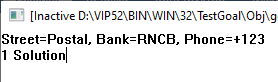 [Inactive D:\VIP52\BIN\WIN\32\TestGoal\Obj\g
Street=Postal, Bank=RNCB, Phone=+123
1 Solution